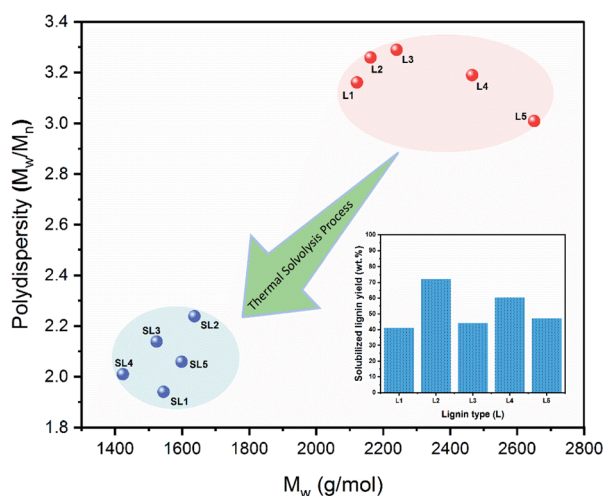 3.4
3.2
3.0
2.8
2.6
2.4
2.2
2.0
1.8
Polydispersity (Mw/Mn)
L1
L2
L3
L4
L5
Thermal Solvolysis Process
SL2
SL3
SL5
SL4
SL1
100
90
80
70
60
50
40
30
20
10
0
Solubilized lignin yield (wt.%)
L1 L2 L3 L4 L5
Lignin type (L)
1400 1600 1800 2000 2200 2400 2600 2800
Mw (g/mol)